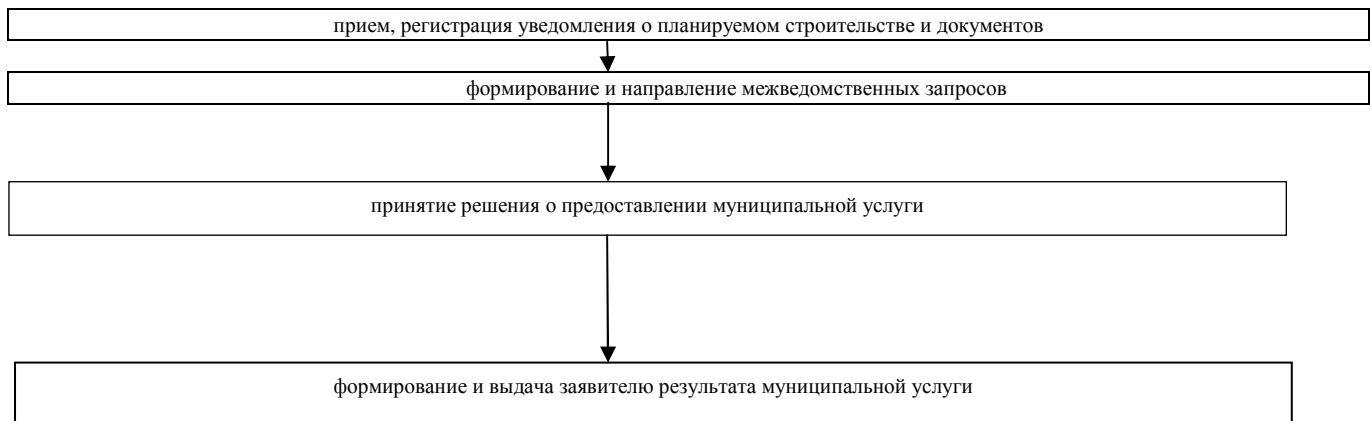 прием, регистрация уведомления о планируемом строительстве и документов
формирование и направление межведомственных запросов
принятие решения о предоставлении муниципальной услуги
формирование и выдача заявителю результата муниципальной услуги